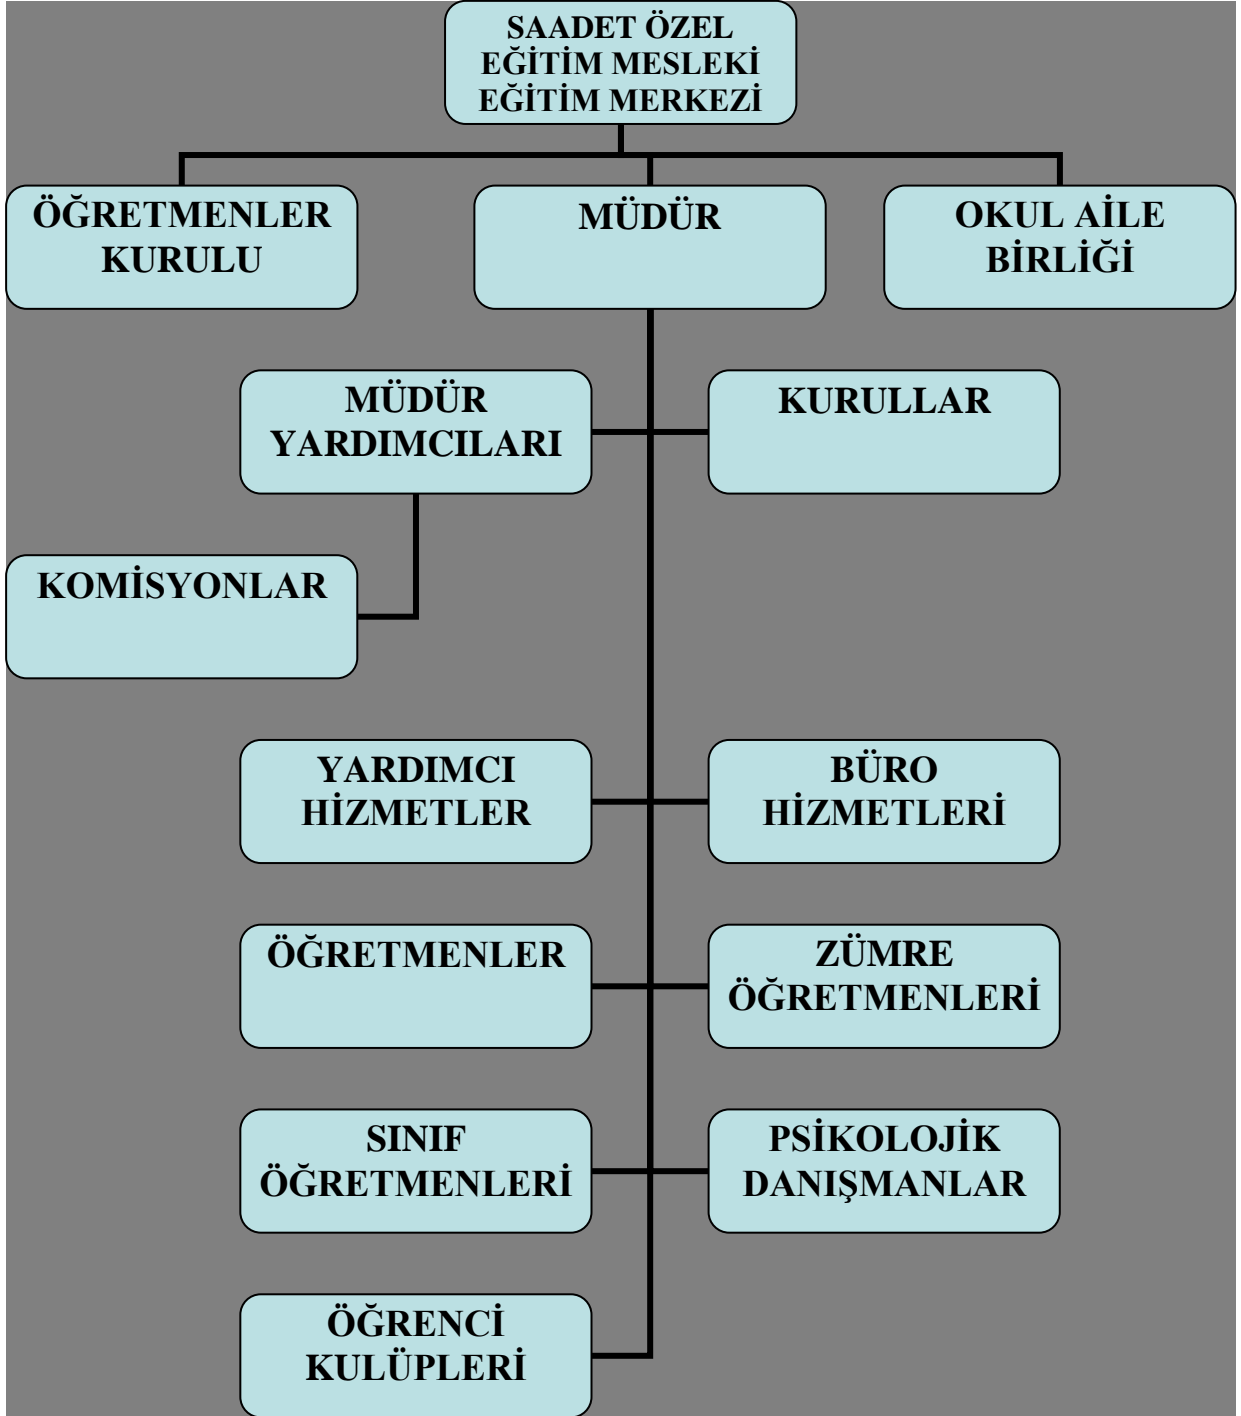 SAADET ÖZEL
EĞİTİM MESLEKİ
EĞİTİM MERKEZİ
ÖĞRETMENLER
KURULU
MÜDÜR
OKUL AİLE
BİRLİĞİ
MÜDÜR
YARDIMCILARI
KURULLAR
KOMİSYONLAR
YARDIMCI
HİZMETLER
BÜRO
HİZMETLERİ
ÖĞRETMENLER
ZÜMRE
ÖĞRETMENLERİ
SINIF
ÖĞRETMENLERİ
PSİKOLOJİK
DANIŞMANLAR
ÖĞRENCİ
KULÜPLERİ